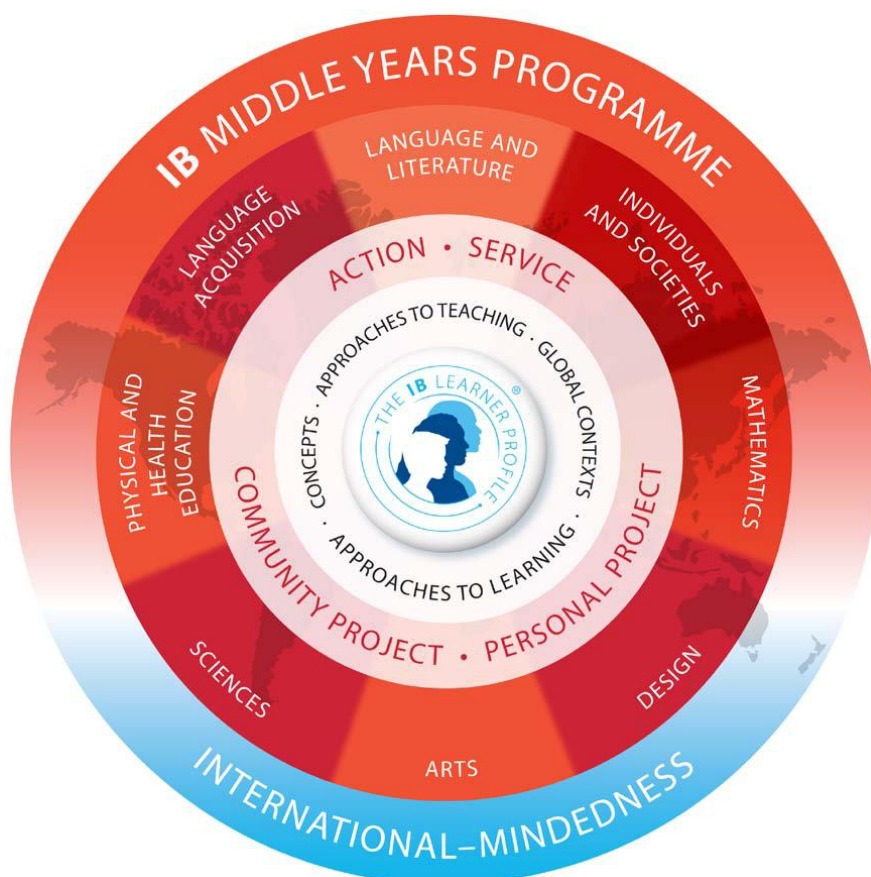 IB MIDDLE YEARS PROGRAMME
LANGUAGE AND
LITERATURE
INDIVIDUALS
AND SOCIETIES
MATHEMATICS
DESIGN
ARTS
SCIENCES
PHYSICAL AND
HEALTH
EDUCATION
LANGUAGE
ACQUISITION
ACTION • SERVICE
COMMUNITY PROJECT • PERSONAL PROJECT
APPROACHES TO TEACHING · GLOBAL CONTEXTS · APPROACHES TO LEARNING · CONCEPTS ·
THE IB LEARNER PROFILE ®
INTERNATIONAL–MINDEDNESS